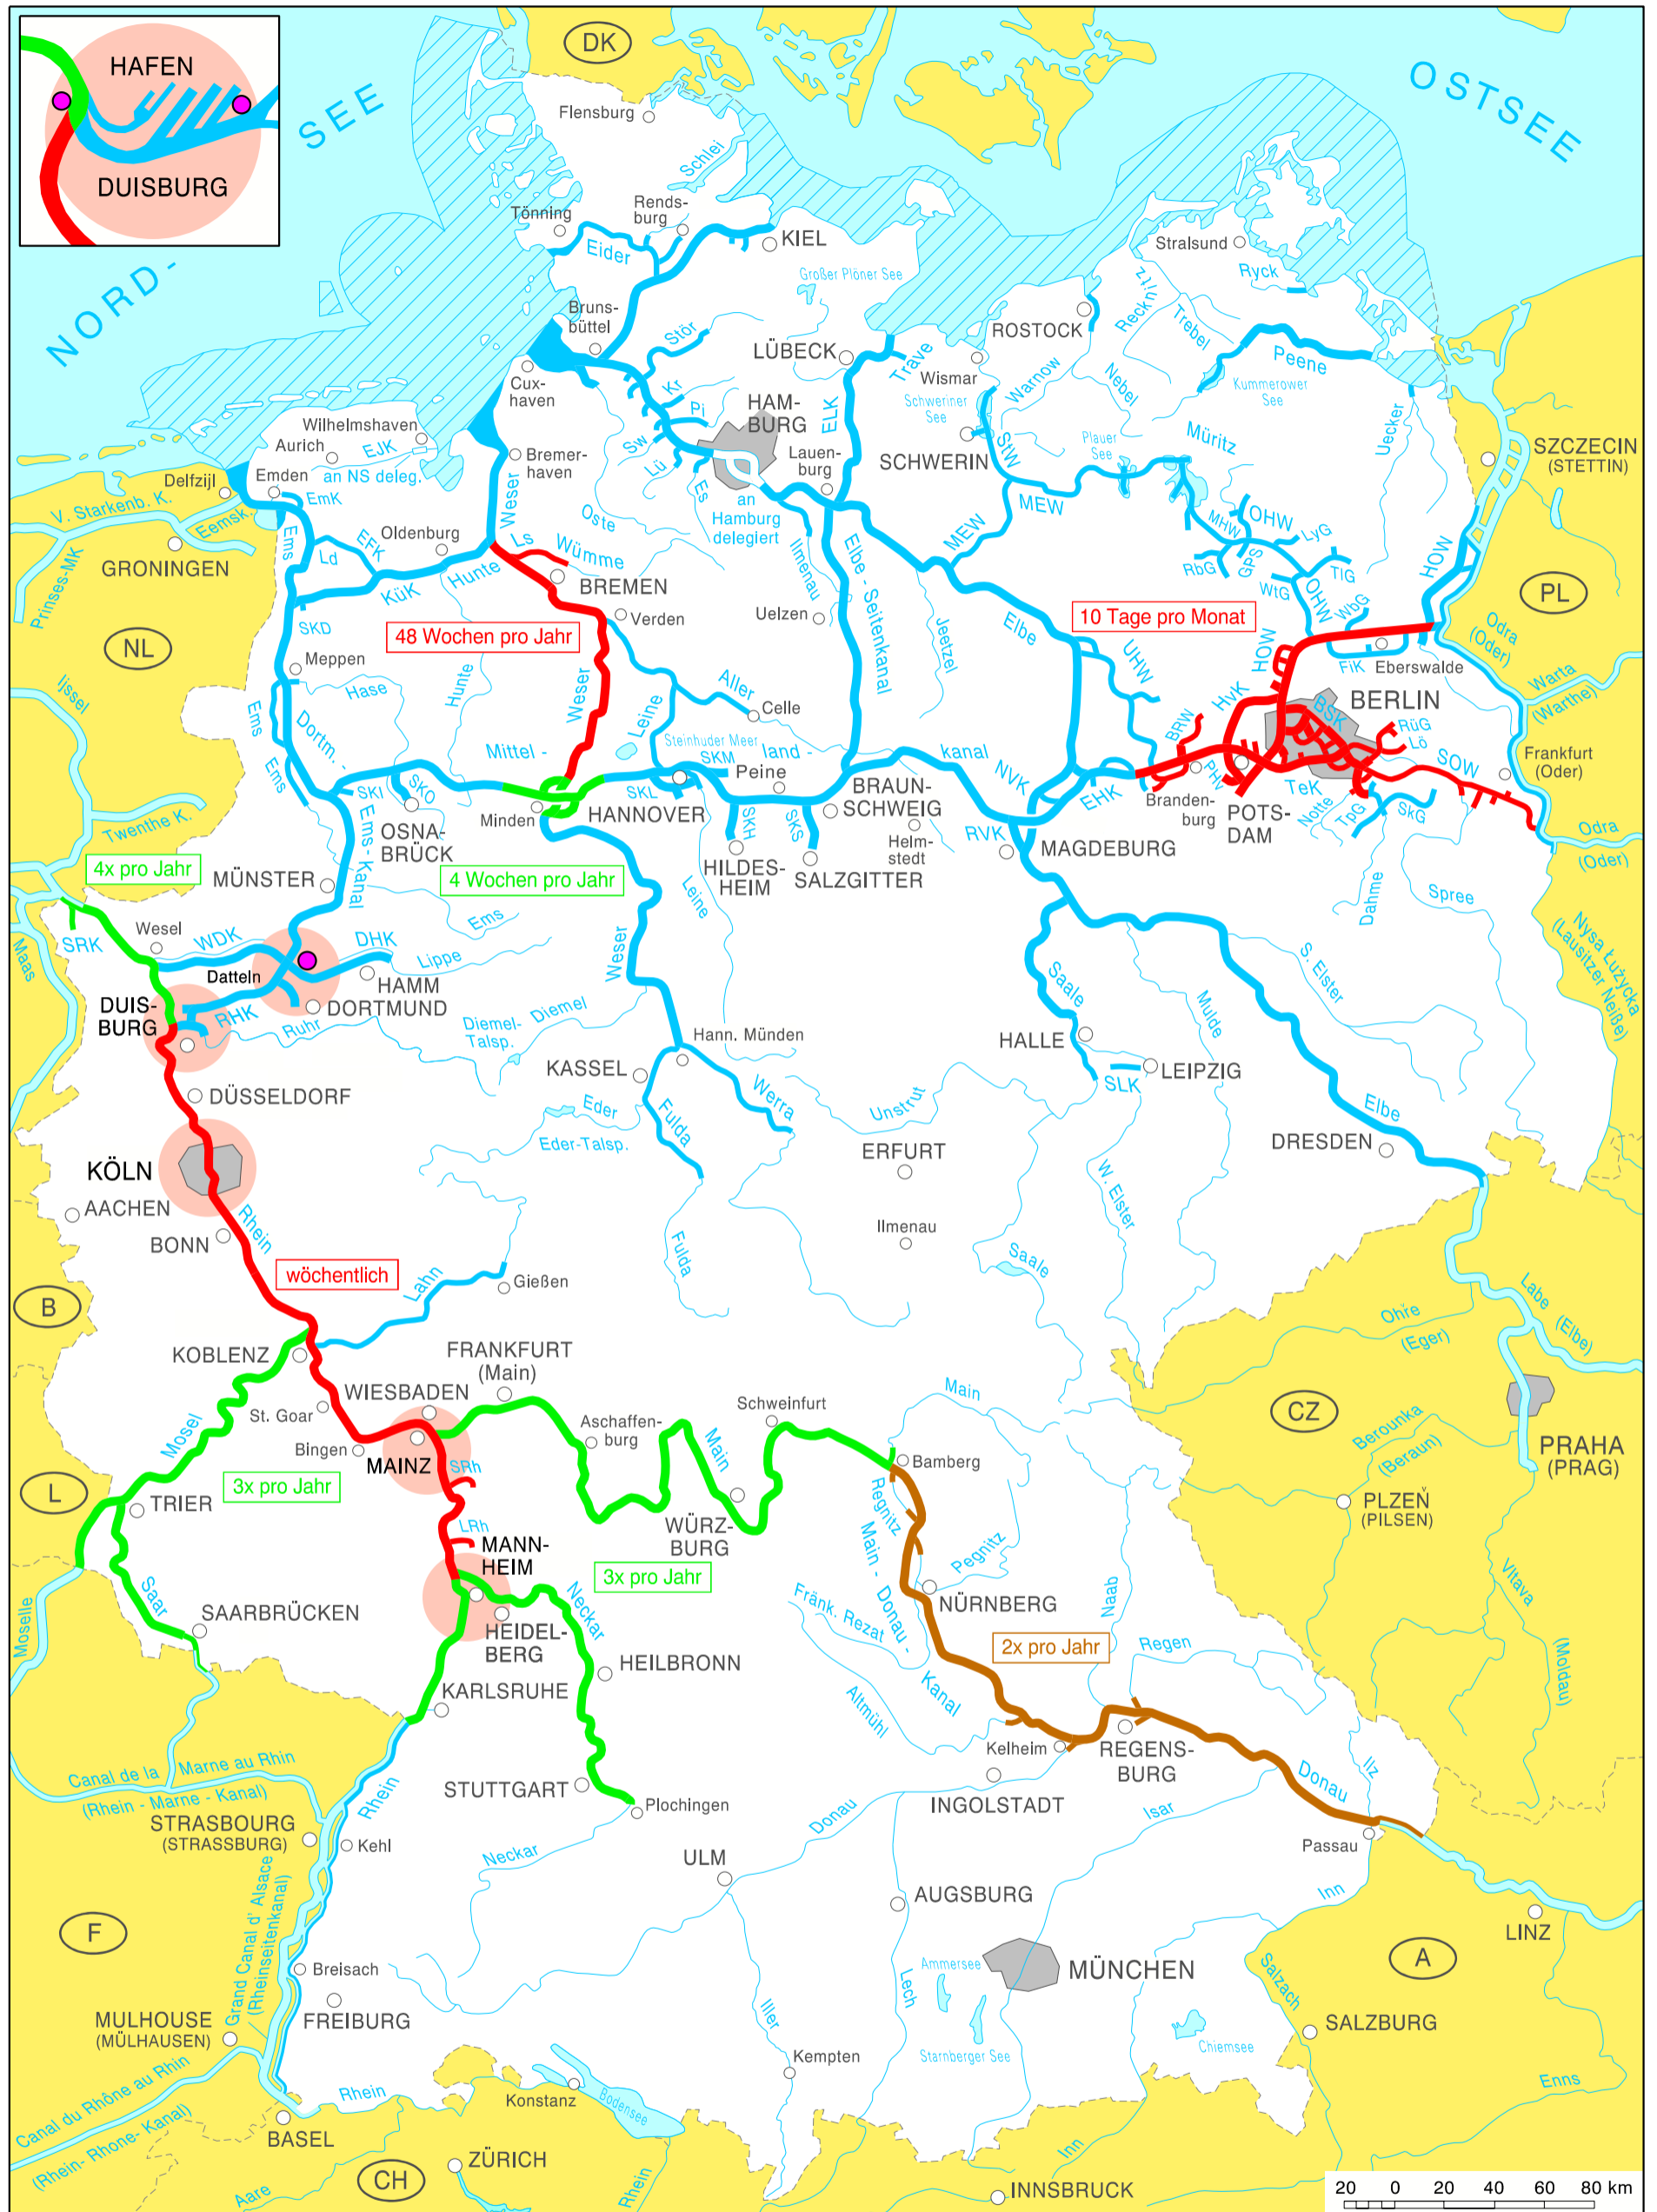 HAFEN
DUISBURG
NORD-
SEE
OSTSEE
DK
Flensburg
Schlei
Tönning
Rends-
burg
Eider
KIEL
Großer Plöner See
Stralsund
Ryck
Recknitz
Trebel
ROSTOCK
Peene
Bruns-
büttel
Stör
LÜBECK
Trave
Wismar
Warnow
Nebel
Kummerower
See
Cux-
haven
Kr
Pi
HAM-
BURG
ELK
Schweriner
See
Uecker
Wilhelmshaven
Aurich
EJK
an NS deleg.
Sw
Lü
Lauen-
burg
SCHWERIN
StW
Plauer
See
Müritz
SZCZECIN
(STETTIN)
Delfzijl
Emden
EmK
Bremer-
haven
Weser
Es
an
Hamburg
delegiert
MEW
MEW
MHW
OHW
LyG
V. Starkenb. K.
Eemsk.
Ems
Ld
EFK
Oldenburg
Oste
Ls
Wümme
Ilmenau
RbG
GPS
TlG
HOW
GRONINGEN
Prinses-MK
KüK
Hunte
BREMEN
Elbe - Seitenkanal
WtG
OHW
WbG
PL
Odra
(Oder)
NL
SKD
48 Wochen pro Jahr
Verden
Uelzen
Jeetzel
Elbe
10 Tage pro Monat
HOW
FiK
Eberswalde
Warta
(Warthe)
Meppen
Hase
Hunte
Weser
Leine
Aller
Celle
UHW
HvK
BRW
BERLIN
BSK
RüG
Lö
SOW
Frankfurt
(Oder)
Ijssel
Ems
Ems
Dortm. -
Ems - Kanal
Mittel -
Steinhuder Meer
land -
kanal
SKM
Peine
NVK
EHK
PHv
TeK
Branden-
burg
POTS-
DAM
Notte
TpG
SkG
SKI
SKO
OSNA-
BRÜCK
Minden
HANNOVER
SKL
SKH
SKS
BRAUN-
SCHWEIG
Helm-
stedt
RVK
MAGDEBURG
Odra
(Oder)
Twenthe K.
4x pro Jahr
MÜNSTER
4 Wochen pro Jahr
HILDES-
HEIM
SALZGITTER
Leine
Dahme
Spree
Nysa Łużycka
(Lausitzer Neiße)
SRK
Maas
Wesel
WDK
DHK
Ems
Lippe
Datteln
HAMM
DORTMUND
DUIS-
BURG
RHK
Ruhr
Diemel-
Talsp.
Diemel
Weser
Hann. Münden
Saale
Mulde
S. Elster
HALLE
SLK
LEIPZIG
DÜSSELDORF
KASSEL
Eder
Eder-Talsp.
Fulda
Werra
Unstrut
Elbe
DRESDEN
KÖLN
AACHEN
BONN
Rhein
ERFURT
Ilmenau
W. Elster
Fulda
Saale
wöchentlich
Lahn
Gießen
B
Ohře
(Eger)
Labe
(Elbe)
KOBLENZ
FRANKFURT
(Main)
WIESBADEN
St. Goar
Bingen
MAINZ
Mosel
Aschaffen-
burg
Main
Schweinfurt
Main
Bamberg
CZ
Berounka
(Beraun)
PRAHA
(PRAG)
L
3x pro Jahr
SRh
LRh
TRIER
WÜRZ-
BURG
Regnitz
Pegnitz
PLZEŇ
(PILSEN)
MANN-
HEIM
3x pro Jahr
Main - Donau -
Kanal
NÜRNBERG
Naab
Vltava
(Moldau)
Moselle
Saar
SAARBRÜCKEN
HEIDEL-
BERG
Neckar
HEILBRONN
Fränk. Rezat
Altmühl
2x pro Jahr
Regen
KARLSRUHE
Kelheim
REGENS-
BURG
Donau
Ilz
Canal de la Marne au Rhin
(Rhein - Marne - Kanal)
STRASBOURG
(STRASSBURG)
Kehl
Rhein
STUTTGART
Plochingen
Neckar
INGOLSTADT
Donau
Isar
Passau
ULM
AUGSBURG
Inn
LINZ
F
Grand Canal d' Alsace
(Rheinseitenkanal)
Breisach
FREIBURG
Iller
Ammersee
Lech
MÜNCHEN
A
Salzach
SALZBURG
MULHOUSE
(MÜLHAUSEN)
Kempten
Starnberger See
Chiemsee
Canal du Rhône au Rhin
(Rhein- Rhone- Kanal)
Rhein
Konstanz
Bodensee
Enns
BASEL
CH
ZÜRICH
Aare
Rhein
Inn
INNSBRUCK
20 0 20 40 60 80 km